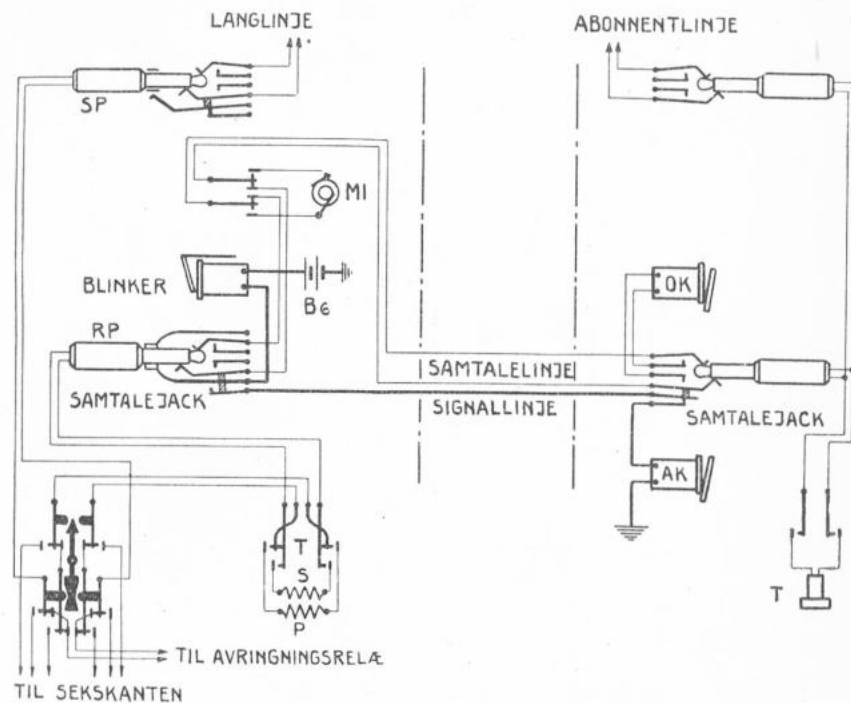 LANGLINJE
ABONNENTLINJE
SP
MI
BLINKER
B6
OK
RP
SAMTALELINJE
SAMTALEJACK
SIGNALLINJE
SAMTALEJACK
AK
T
S
P
T
TIL AVRINGNINGSRELÆ
TIL SEKSKANTEN